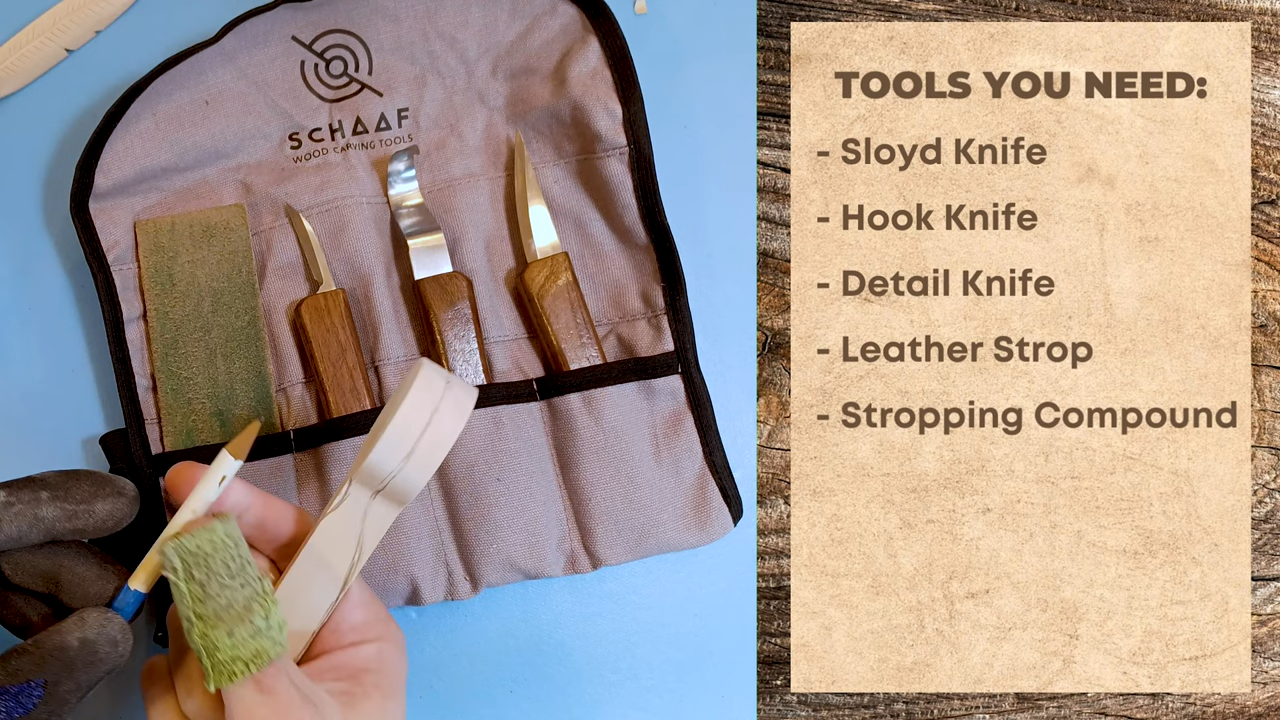 SCHAAF
WOOD CARVING TOOLS
TOOLS YOU NEED:
- Sloyd Knife
- Hook Knife
- Detail Knife
- Leather Strop
- Stropping Compound